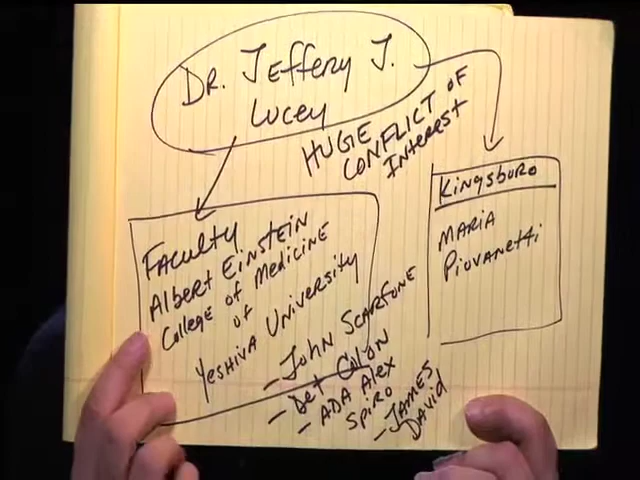 Dr. Jeffery J.
Lucey
HUGE
CONFLICT OF
Interest
Kingsboro
MARIA
Piovanetti
Faculty
Albert Einstein
College of Medicine
of
Yeshiva University
- John Scarfone
- Det Colon
- ADA Alex
Spiro
- JAMES
David